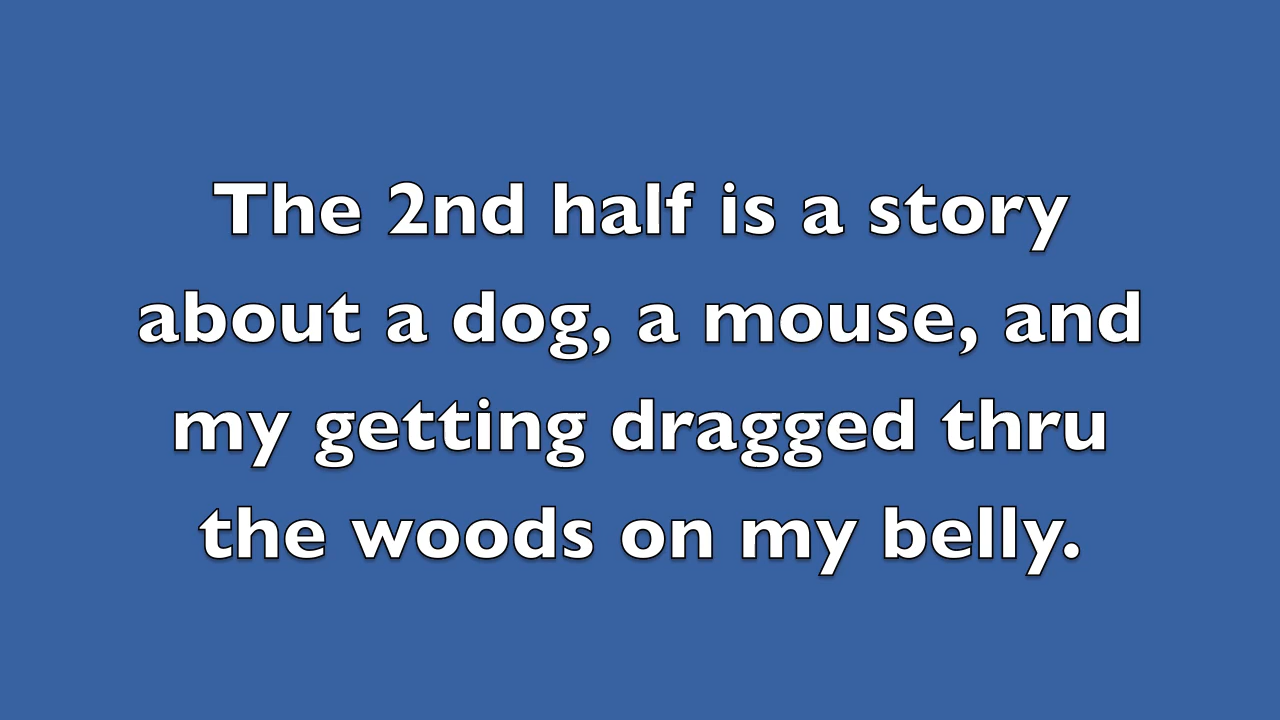 The 2nd half is a story
about a dog, a mouse, and
my getting dragged thru
the woods on my belly.